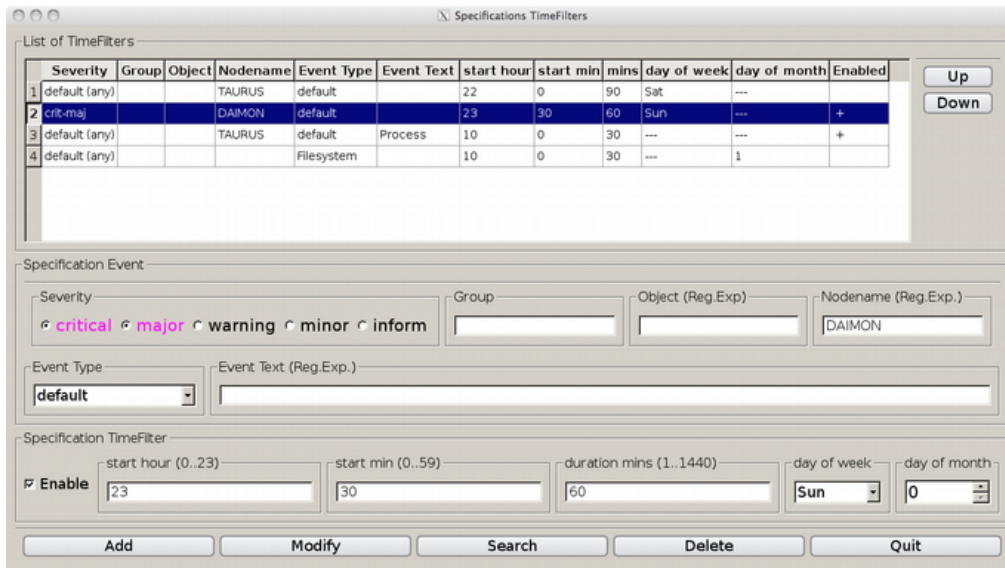 Specifications TimeFilters
List of TimeFilters
Severity Group Object Nodename Event Type Event Text start hour start min mins day of week day of month Enabled
1 default (any) TAURUS default 22 0 90 Sat ---
2 crit-maj DAIMON default 23 30 60 Sun --- +
3 default (any) TAURUS default Process 10 0 30 --- --- +
4 default (any) Filesystem 10 0 30 --- 1
Up
Down
Specification Event
Severity Group Object (Reg.Exp) Nodename (Reg.Exp.)
critical major warning minor inform DAIMON
Event Type Event Text (Reg.Exp.)
default
Specification TimeFilter
start hour (0..23) start min (0..59) duration mins (1..1440) day of week day of month
Enable 23 30 60 Sun 0
Add Modify Search Delete Quit